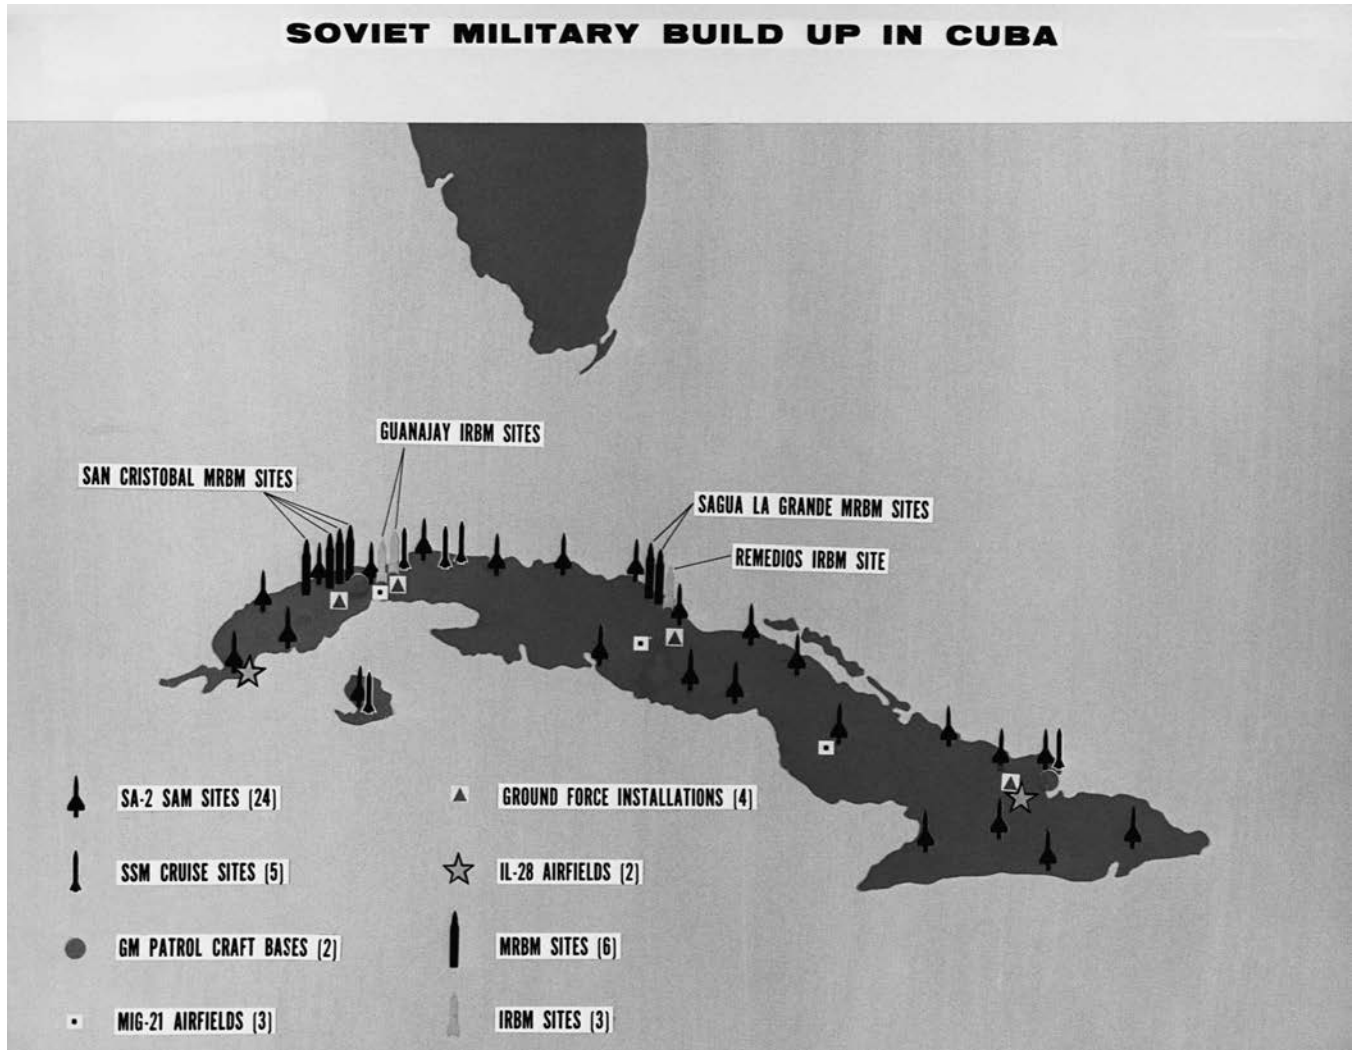 SOVIET MILITARY BUILD UP IN CUBA
GUANAJAY IRBM SITES
SAN CRISTOBAL MRBM SITES
SAGUA LA GRANDE MRBM SITES
REMEDIOS IRBM SITE
SA-2 SAM SITES (24)
GROUND FORCE INSTALLATIONS (4)
SSM CRUISE SITES (5)
IL-28 AIRFIELDS (2)
GM PATROL CRAFT BASES (2)
MRBM SITES (6)
MIG-21 AIRFIELDS (3)
IRBM SITES (3)